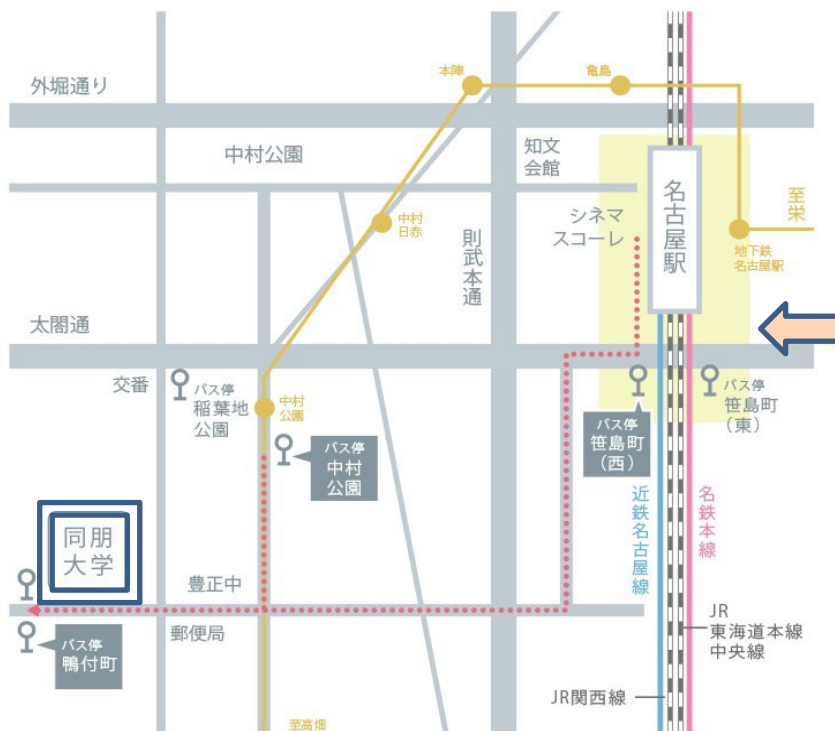 外堀通り
本陣
亀島
中村公園
知文
会館
名古屋駅
至栄
シネマ
スコーレ
中村
日赤
則武本通
地下鉄
名古屋駅
太閤通
交番
バス停
稲葉地
公園
中村
公園
バス停
中村
公園
バス停
笹島町
(西)
バス停
笹島町
(東)
近鉄名古屋線
名鉄本線
同朋
大学
豊正中
郵便局
バス停
鴨付町
JR
東海道本線
中央線
JR関西線
至高畑